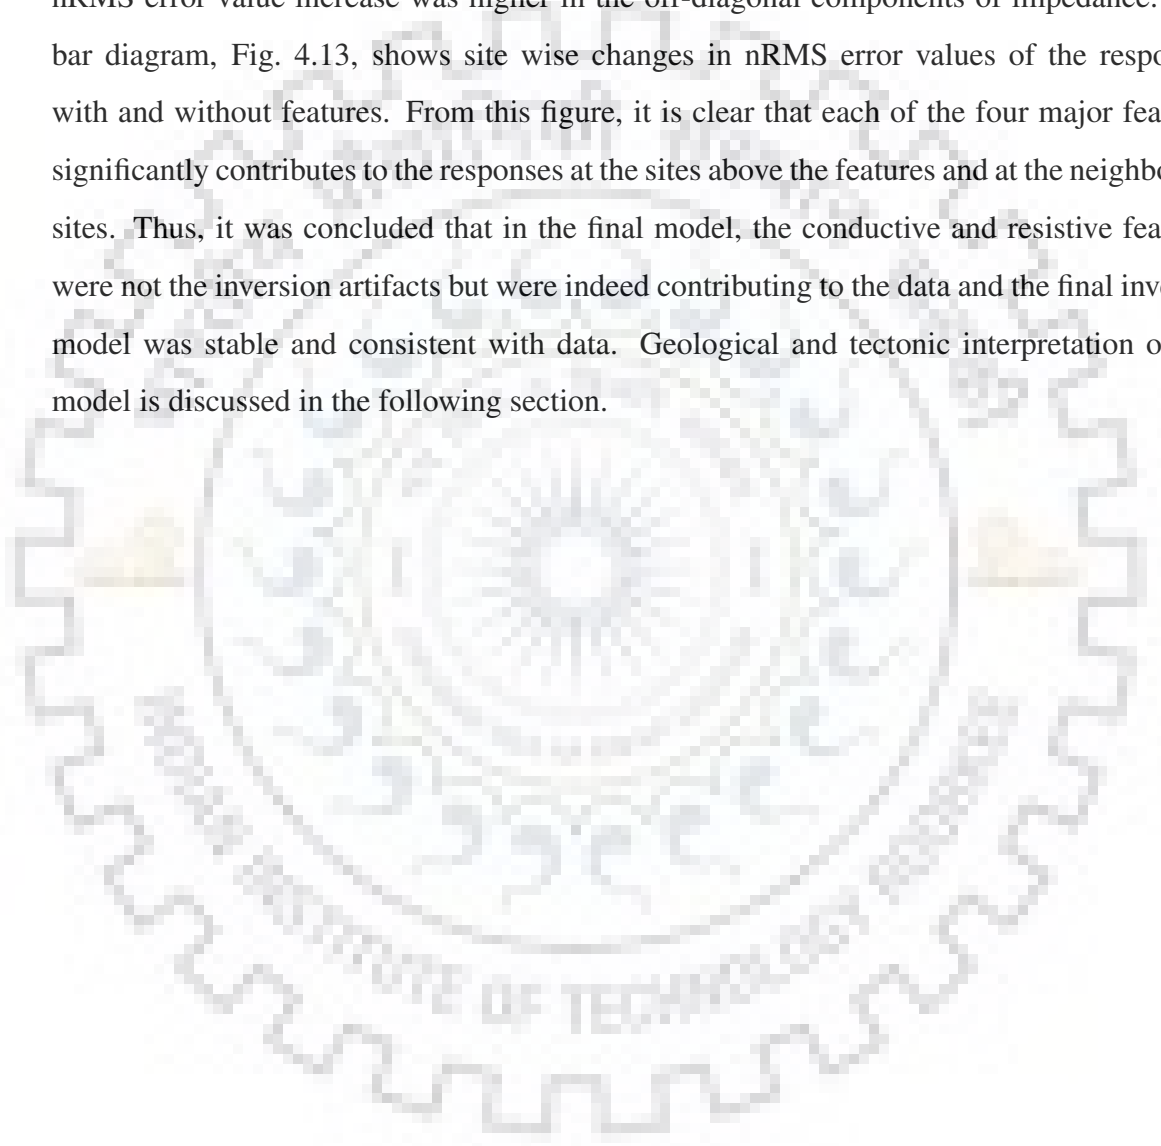 nRMS error value increase was higher in the off-diagonal components of impedance.
bar diagram, Fig. 4.13, shows site wise changes in nRMS error values of the respo
with and without features. From this figure, it is clear that each of the four major fea
significantly contributes to the responses at the sites above the features and at the neighbo
sites. Thus, it was concluded that in the final model, the conductive and resistive fea
were not the inversion artifacts but were indeed contributing to the data and the final inve
model was stable and consistent with data. Geological and tectonic interpretation o
model is discussed in the following section.
INSTITUTE OF TECHNOLOGY ROORKEE